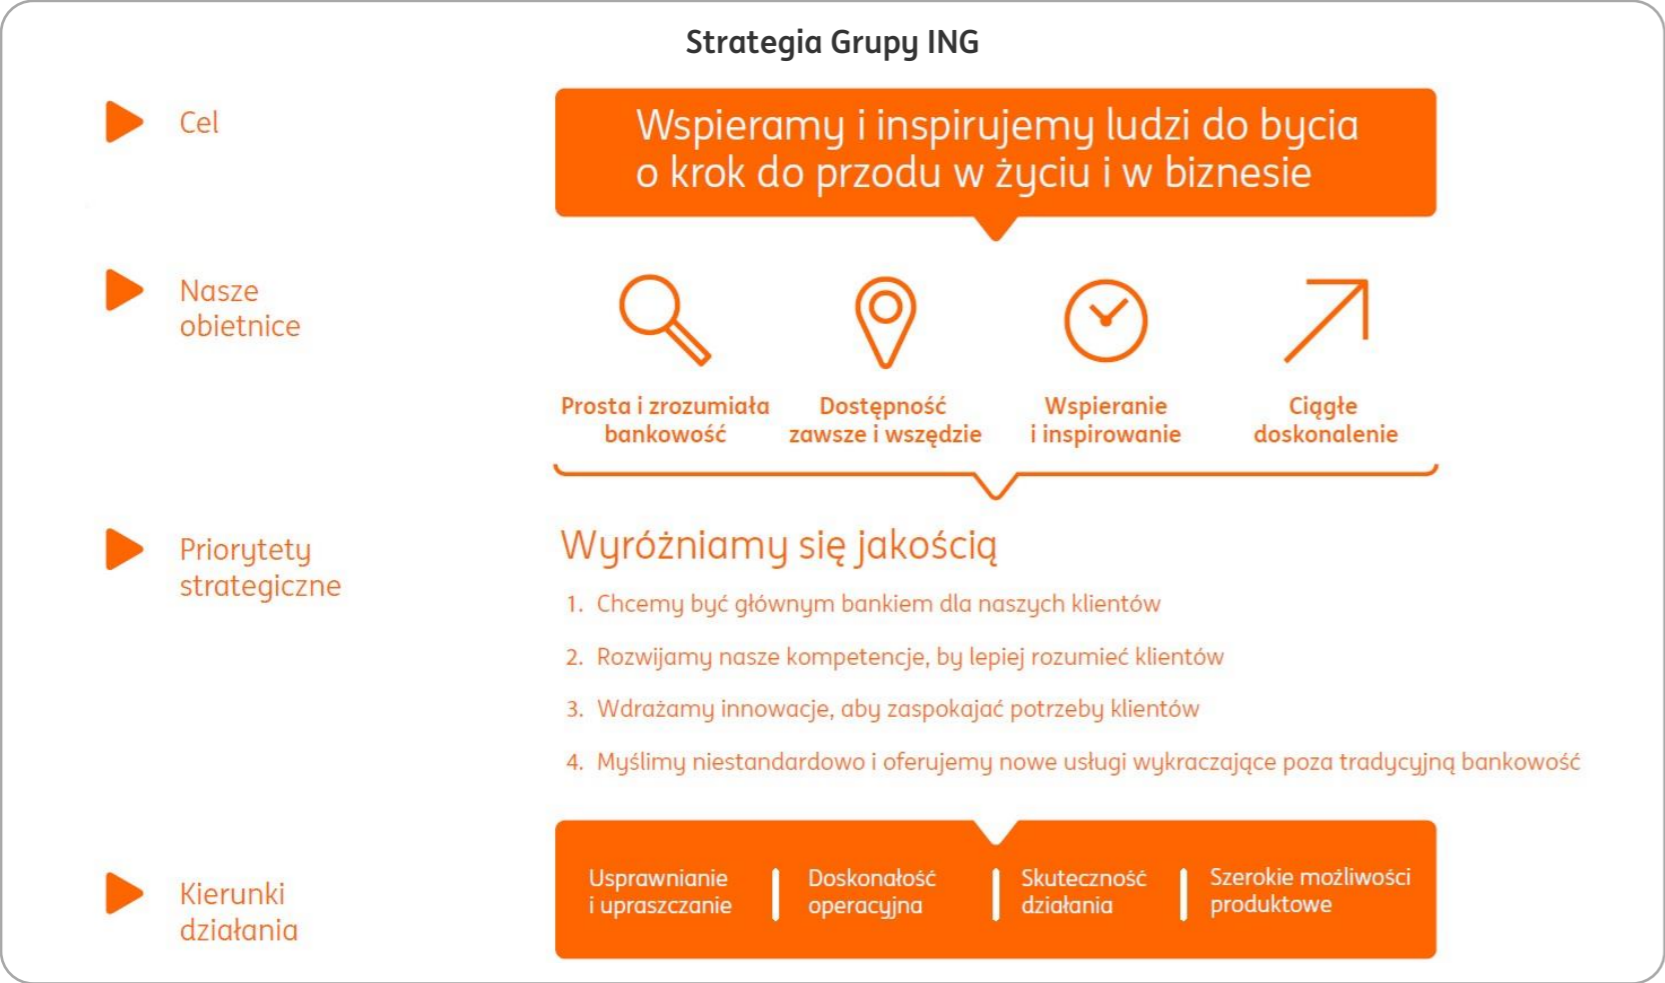 Strategia Grupy ING
Cel
Wspieramy i inspirujemy ludzi do bycia
o krok do przodu w życiu i w biznesie
Nasze
obietnice
Prosta i zrozumiała
bankowość
Dostępność
zawsze i wszędzie
Wspieranie
i inspirowanie
Ciągłe
doskonalenie
Priorytety
strategiczne
Wyróżniamy się jakością
1. Chcemy być głównym bankiem dla naszych klientów
2. Rozwijamy nasze kompetencje, by lepiej rozumieć klientów
3. Wdrażamy innowacje, aby zaspokajać potrzeby klientów
4. Myślimy niestandardowo i oferujemy nowe usługi wykraczające poza tradycyjną bankowość
Kierunki
działania
Usprawnianie
i upraszczanie
Doskonałość
operacyjna
Skuteczność
działania
Szerokie możliwości
produktowe